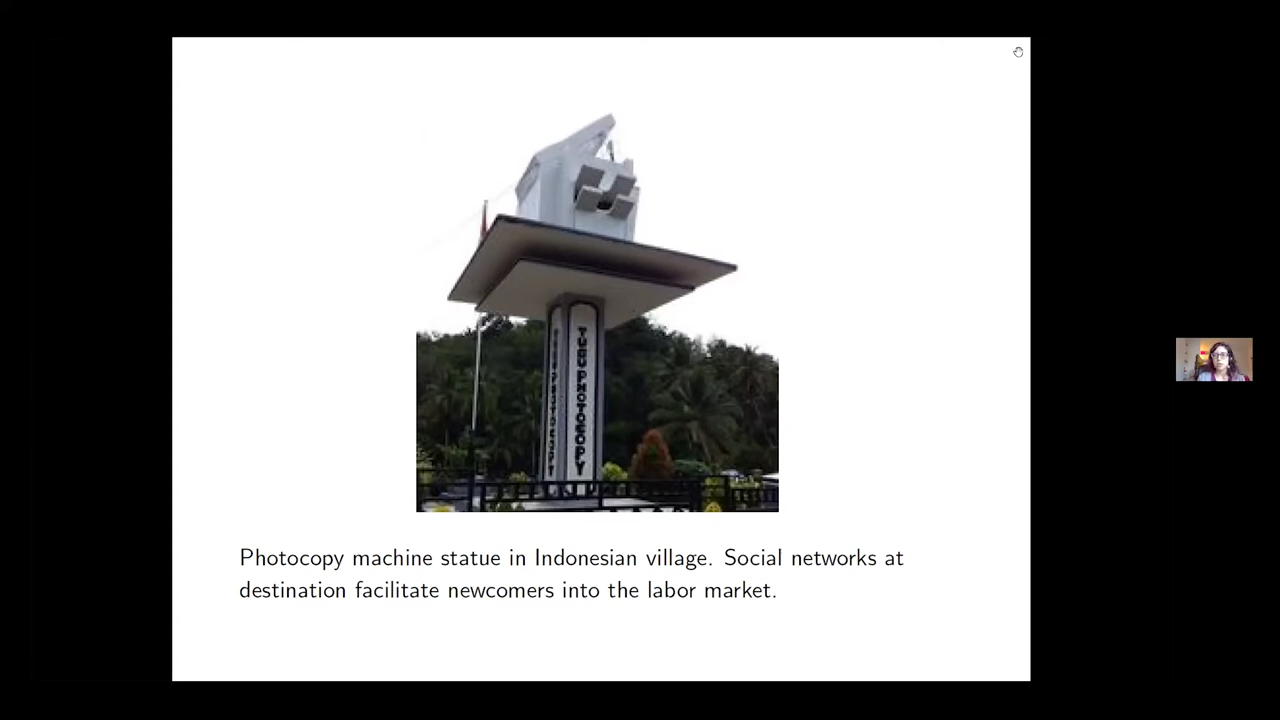 TUGU PHOTOCOPY
Photocopy machine statue in Indonesian village. Social networks at
destination facilitate newcomers into the labor market.